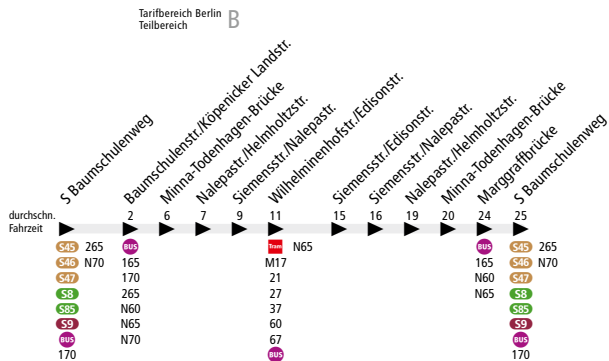 Tarifbereich Berlin
Teilbereich
B
S Baumschulenweg
Baumschulenstr./Köpenicker Landstr.
Minna-Todenhagen-Brücke
Nalepastr./Helmholtzstr.
Siemensstr./Nalepastr.
Wilhelminenhofstr./Edisonstr.
Siemensstr./Edisonstr.
Siemensstr./Nalepastr.
Nalepastr./Helmholtzstr.
Minna-Todenhagen-Brücke
Marggraffbrücke
S Baumschulenweg
durchschn.
Fahrzeit
2 6 7 9 11 15 16 19 20 24 25
S45 265
S46 N70
S47
S8
S85
S9
BUS
170
BUS
165
170
265
N60
N65
N70
Tram N65
M17
21
27
37
60
67
BUS
BUS
165
N60
N65
S45 265
S46 N70
S47
S8
S85
S9
BUS
170